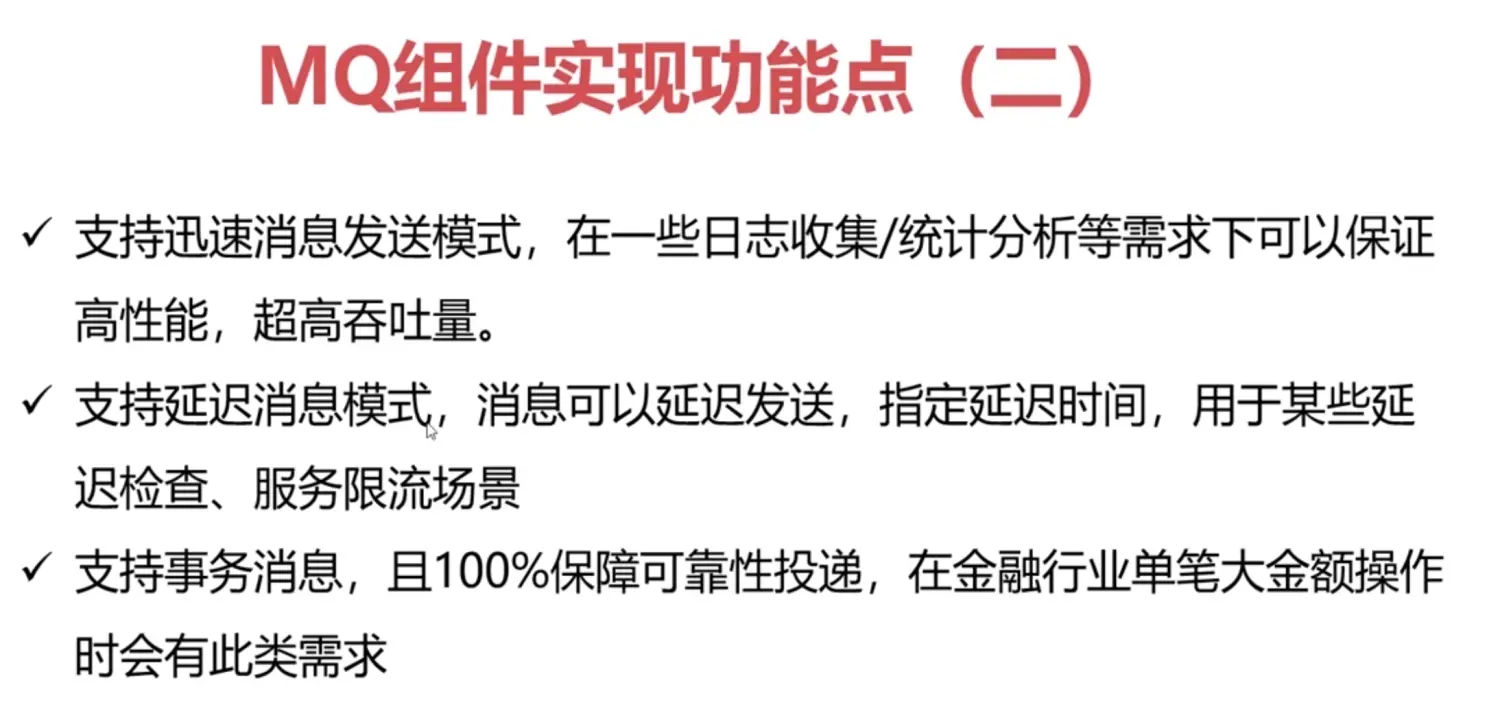 MQ组件实现功能点（二）
✓ 支持迅速消息发送模式，在一些日志收集/统计分析等需求下可以保证
高性能，超高吞吐量。
✓ 支持延迟消息模式，消息可以延迟发送，指定延迟时间，用于某些延
迟检查、服务限流场景
✓ 支持事务消息，且100%保障可靠性投递，在金融行业单笔大金额操作
时会有此类需求